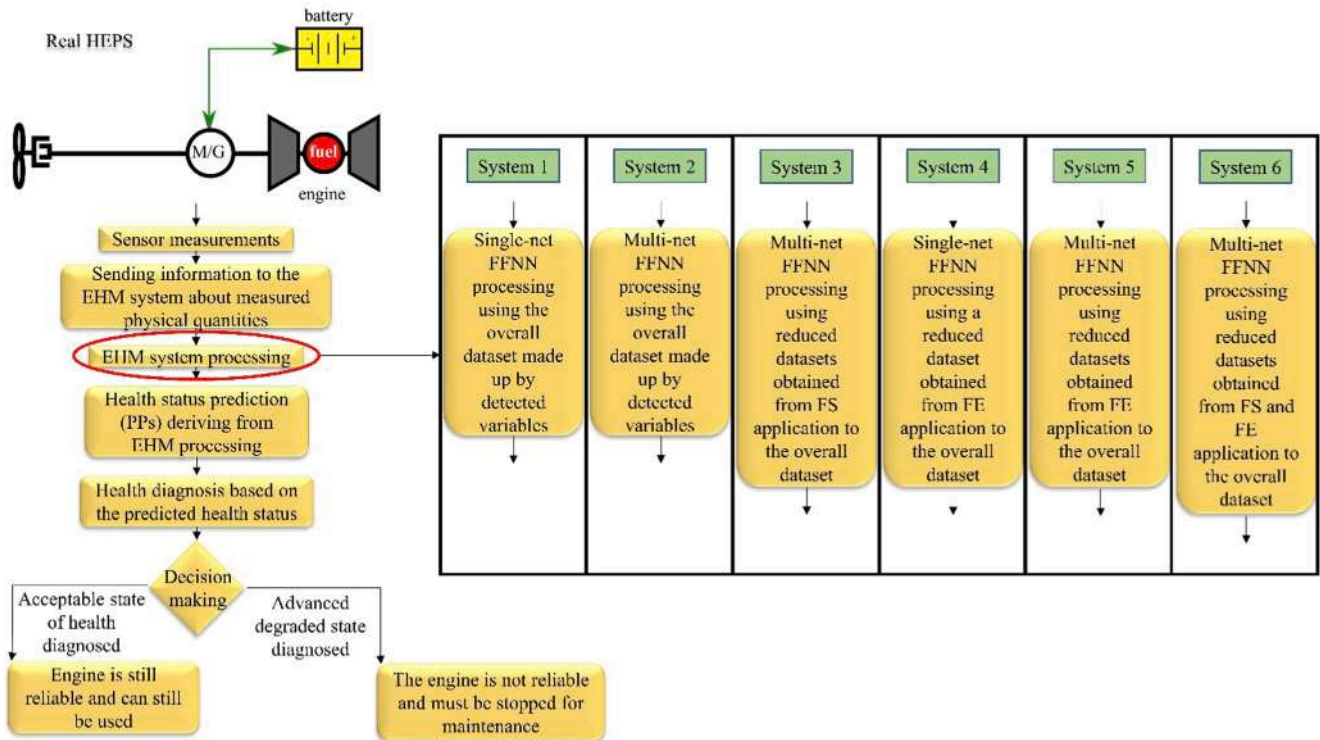 Real HEPS
battery
M/G
fuel
engine
Sensor measurements
Sending information to the
EHM system about measured
physical quantities
EHM system processing
Health status prediction
(PPs) deriving from
EHM processing
Health diagnosis based on
the predicted health status
Decision
making
Acceptable state
of health
diagnosed
Advanced
degraded state
diagnosed
Engine is still
reliable and can still
be used
The engine is not reliable
and must be stopped for
maintenance
System 1
Single-net
FFNN
processing
using the
overall
dataset made
up by
detected
variables
System 2
Multi-net
FFNN
processing
using the
overall
dataset made
up by
detected
variables
System 3
Multi-net
FFNN
processing
using
reduced
datasets
obtained
from FS
application to
the overall
dataset
System 4
Single-net
FFNN
processing
using a
reduced
dataset
obtained
from FE
application to
the overall
dataset
System 5
Multi-net
FFNN
processing
using
reduced
datasets
obtained
from FE
application to
the overall
dataset
System 6
Multi-net
FFNN
processing
using
reduced
datasets
obtained
from FS and
FE
application to
the overall
dataset